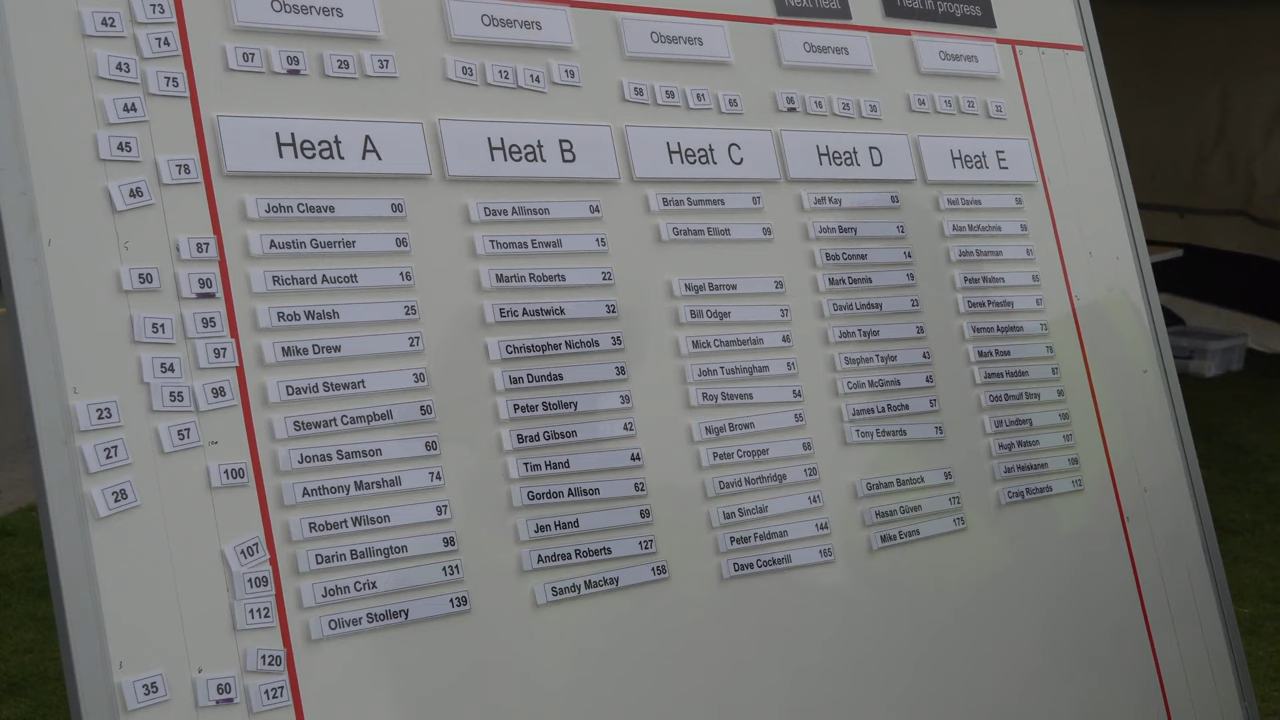 Next heat
Heat in progress
Observers
Observers
Observers
Observers
Observers
07 09 29 37
03 12 14 19
58 59 61 65
06 16 25 30
04 15 22 32
Heat A
John Cleave 00
Austin Guerrier 06
Richard Aucott 16
Rob Walsh 25
Mike Drew 27
David Stewart 30
Stewart Campbell 50
Jonas Samson 60
Anthony Marshall 74
Robert Wilson 97
Darin Ballington 98
John Crix 131
Oliver Stollery 139
Heat B
Dave Allinson 04
Thomas Enwall 15
Martin Roberts 22
Eric Austwick 32
Christopher Nichols 35
Ian Dundas 38
Peter Stollery 39
Brad Gibson 42
Tim Hand 44
Gordon Allison 62
Jen Hand 69
Andrea Roberts 127
Sandy Mackay 158
Heat C
Brian Summers 07
Graham Elliott 09
Nigel Barrow 29
Bill Odger 37
Mick Chamberlain 46
John Tushingham 51
Roy Stevens 54
Nigel Brown 55
Peter Cropper 68
David Northridge 120
Ian Sinclair 141
Peter Feldman 144
Dave Cockerill 165
Heat D
Jeff Kay 03
John Berry 12
Bob Conner 14
Mark Dennis 19
David Lindsay 23
John Taylor 28
Stephen Taylor 43
Colin McGinnis 45
James La Roche 57
Tony Edwards 75
Graham Bantock 95
Hasan Güven 172
Mike Evans 175
Heat E
Neil Davies 58
Alan McKechnie 59
John Sharman 61
Peter Walters 65
Derek Priestley 67
Vernon Appleton 73
Mark Rose 78
James Hadden 87
Odd Ørnulf Stray 90
Ulf Lindberg 100
Hugh Watson 107
Jari Heiskanen 109
Craig Richards 112
42
43
44
45
46
50
51
54
55
57
73
74
75
78
87
90
95
97
98
100
107
109
112
120
127
23
27
28
35
60